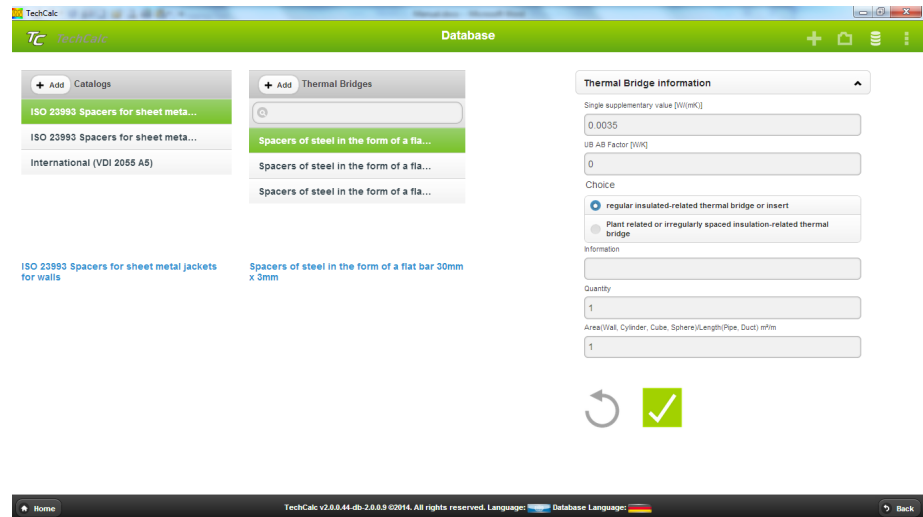 TechCalc
TC TechCalc
Database
+ Add Catalogs
ISO 23993 Spacers for sheet meta...
ISO 23993 Spacers for sheet meta...
International (VDI 2055 A5)
ISO 23993 Spacers for sheet metal jackets
for walls
+ Add Thermal Bridges
Spacers of steel in the form of a fla...
Spacers of steel in the form of a fla...
Spacers of steel in the form of a fla...
Spacers of steel in the form of a flat bar 30mm
x 3mm
Thermal Bridge information
Single supplementary value [W/(mK)]
0.0035
UB AB Factor [W/K]
0
Choice
regular insulated-related thermal bridge or insert
Plant related or irregularly spaced insulation-related thermal
bridge
Information
Quantity
1
Area(Wall, Cylinder, Cube, Sphere)/Length(Pipe, Duct) m²/m
1
Home
TechCalc v2.0.0.44-db-2.0.0.9 ©2014. All rights reserved. Language: Database Language:
Back